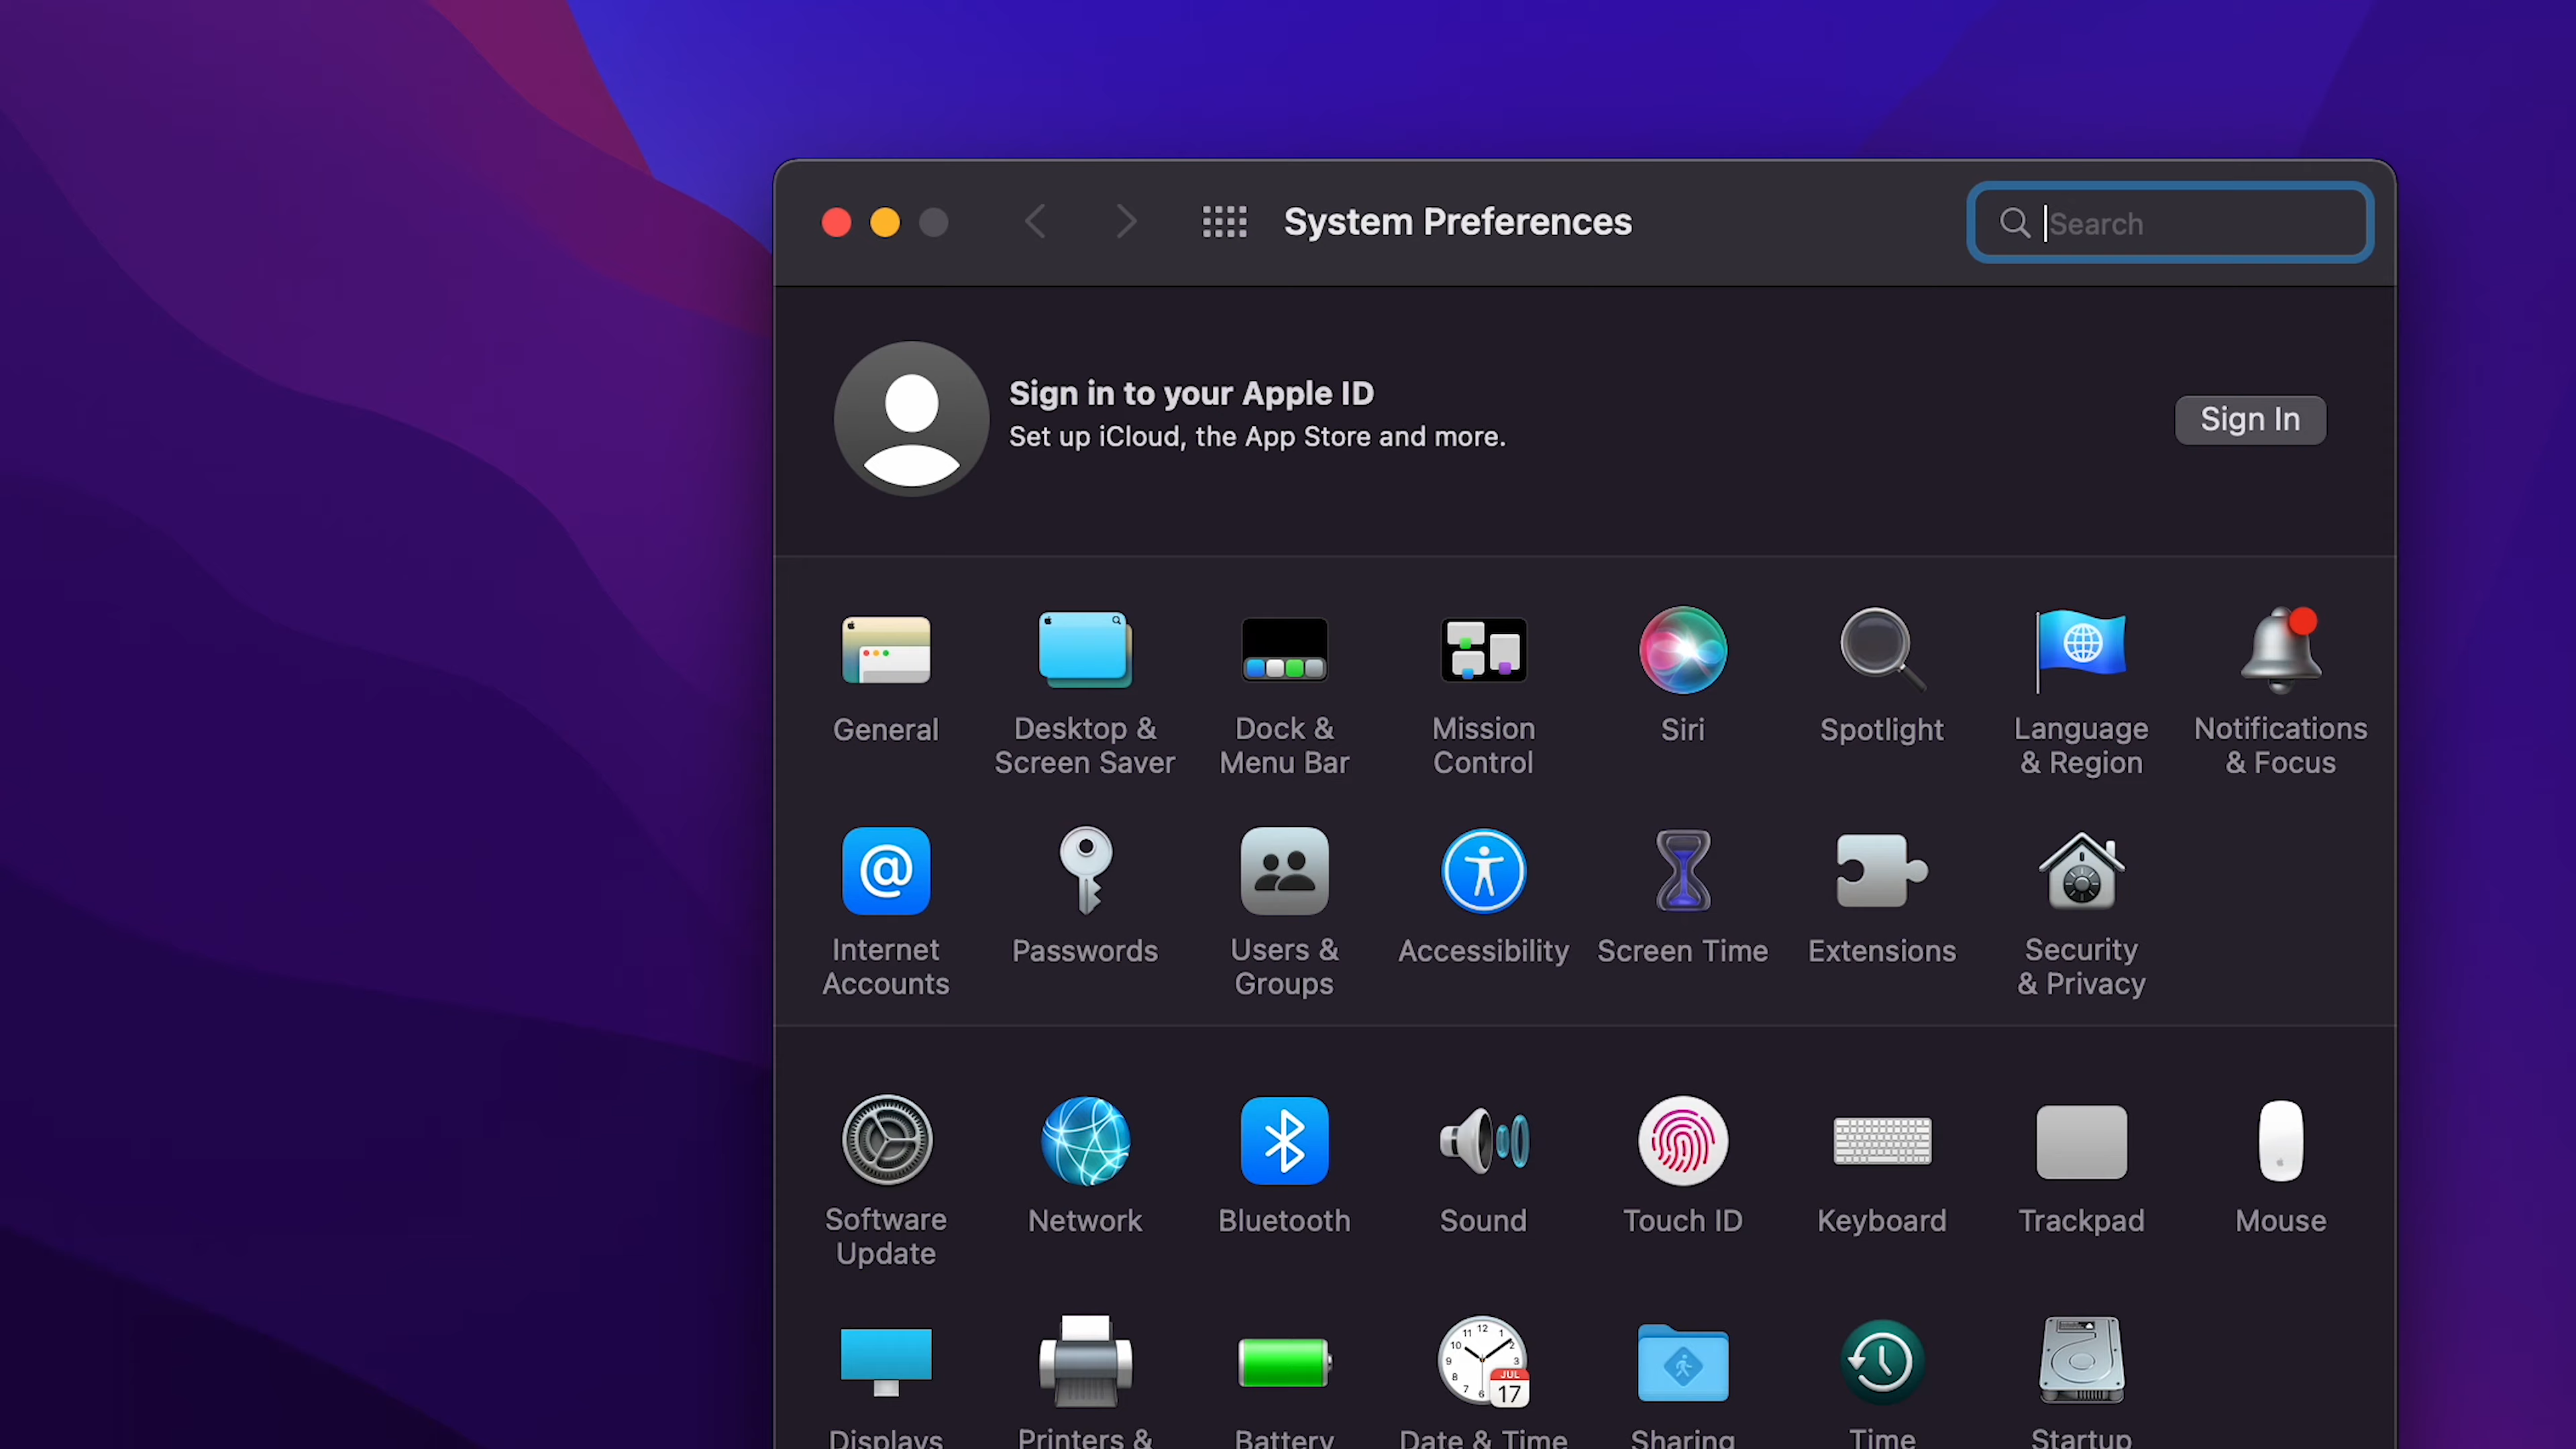 System Preferences
Search
Sign in to your Apple ID
Set up iCloud, the App Store and more.
Sign In
General
Desktop &
Screen Saver
Dock &
Menu Bar
Mission
Control
Siri
Spotlight
Language
& Region
Notifications
& Focus
Internet
Accounts
Passwords
Users &
Groups
Accessibility
Screen Time
Extensions
Security
& Privacy
Software
Update
Network
Bluetooth
Sound
Touch ID
Keyboard
Trackpad
Mouse
JUL
17
Displays
Printers &
Battery
Date & Time
Sharing
Time
Startup